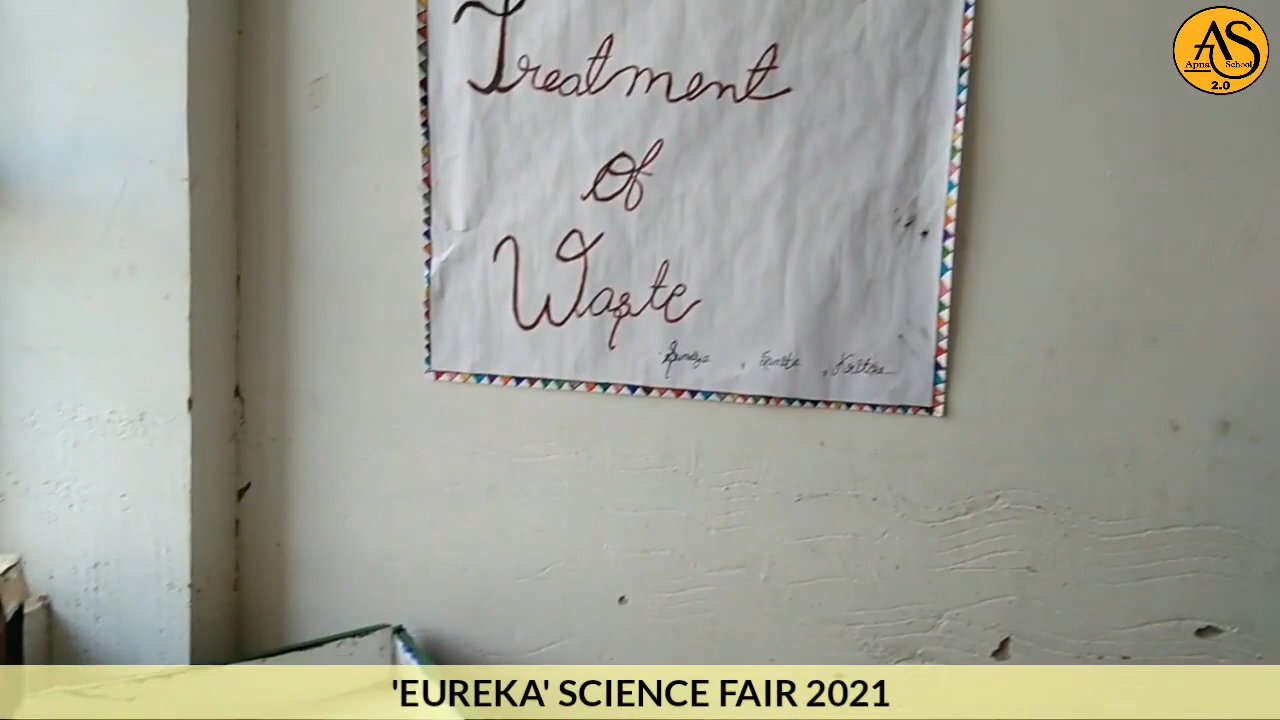 Treatment
of
Waste
AS
Apna School
2.0
'EUREKA' SCIENCE FAIR 2021